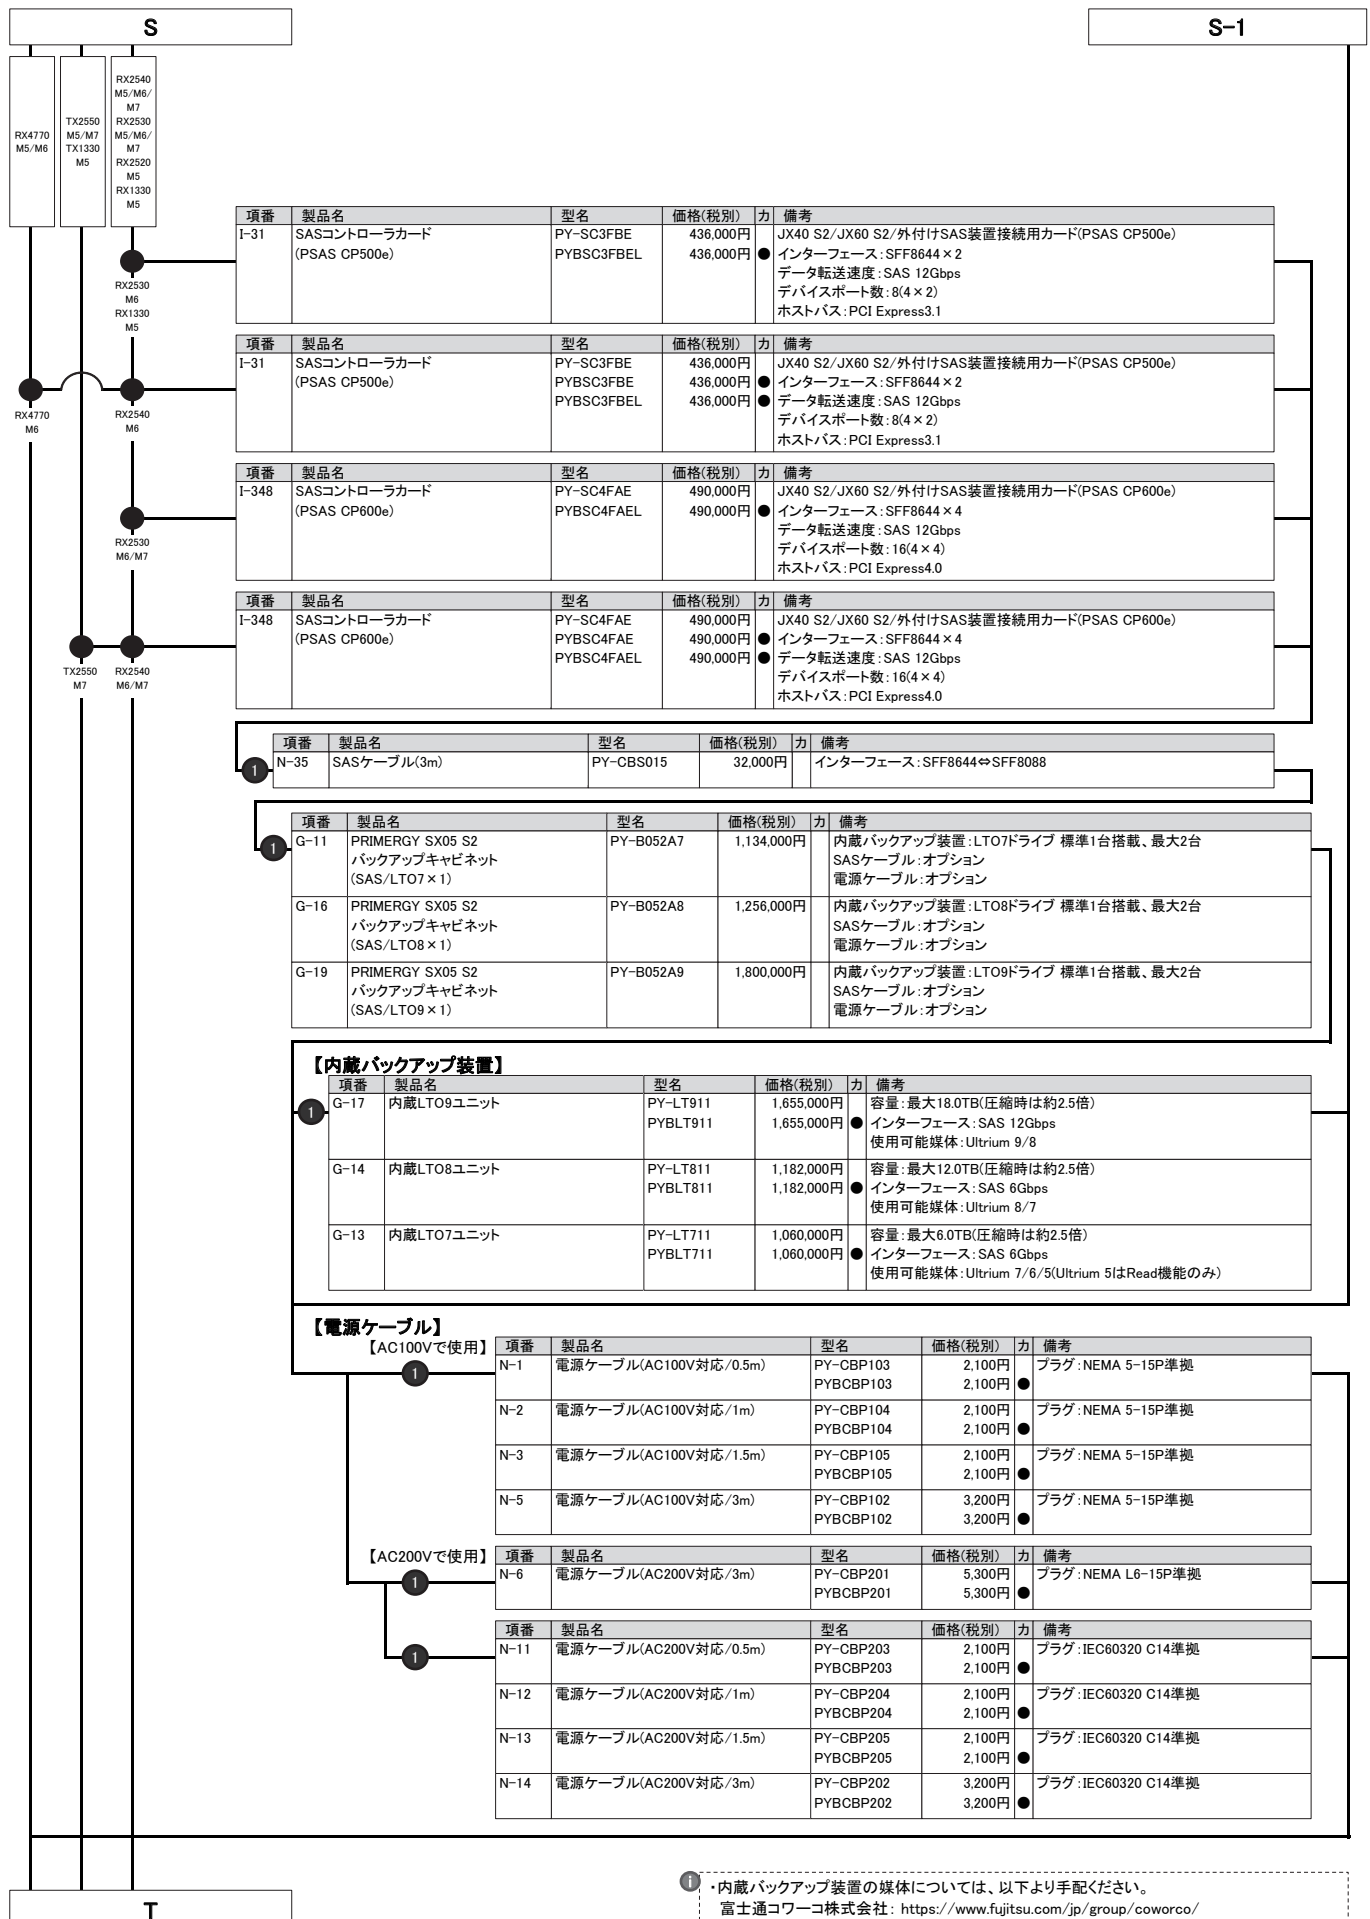 S
S-1
RX4770
M5/M6
TX2550
M5/M7
TX1330
M5
RX2540
M5/M6/
M7
RX2530
M5/M6/
M7
RX2520
M5
RX1330
M5
項番 製品名 型名 価格(税別) カ 備考
I-31 SASコントローラカード PY-SC3FBE 436,000円 JX40 S2/JX60 S2/外付けSAS装置接続用カード(PSAS CP500e)
(PSAS CP500e) PYBSC3FBEL 436,000円 ● インターフェース:SFF8644×2
データ転送速度:SAS 12Gbps
デバイスポート数:8(4×2)
ホストバス:PCI Express3.1
RX2530
M6
RX1330
M5
項番 製品名 型名 価格(税別) カ 備考
I-31 SASコントローラカード PY-SC3FBE 436,000円 JX40 S2/JX60 S2/外付けSAS装置接続用カード(PSAS CP500e)
(PSAS CP500e) PYBSC3FBE 436,000円 ● インターフェース:SFF8644×2
PYBSC3FBEL 436,000円 ● データ転送速度:SAS 12Gbps
デバイスポート数:8(4×2)
ホストバス:PCI Express3.1
RX4770
M6
RX2540
M6
項番 製品名 型名 価格(税別) カ 備考
I-348 SASコントローラカード PY-SC4FAE 490,000円 JX40 S2/JX60 S2/外付けSAS装置接続用カード(PSAS CP600e)
(PSAS CP600e) PYBSC4FAEL 490,000円 ● インターフェース:SFF8644×4
データ転送速度:SAS 12Gbps
デバイスポート数:16(4×4)
ホストバス:PCI Express4.0
RX2530
M6/M7
項番 製品名 型名 価格(税別) カ 備考
I-348 SASコントローラカード PY-SC4FAE 490,000円 JX40 S2/JX60 S2/外付けSAS装置接続用カード(PSAS CP600e)
(PSAS CP600e) PYBSC4FAE 490,000円 ● インターフェース:SFF8644×4
PYBSC4FAEL 490,000円 ● データ転送速度:SAS 12Gbps
デバイスポート数:16(4×4)
ホストバス:PCI Express4.0
TX2550
M7
RX2540
M6/M7
項番 製品名 型名 価格(税別) カ 備考
1 N-35 SASケーブル(3m) PY-CBS015 32,000円 インターフェース:SFF8644⇔SFF8088
項番 製品名 型名 価格(税別) カ 備考
1 G-11 PRIMERGY SX05 S2 PY-B052A7 1,134,000円 内蔵バックアップ装置:LTO7ドライブ 標準1台搭載、最大2台
バックアップキャビネット SASケーブル:オプション
(SAS/LTO7×1) 電源ケーブル:オプション
G-16 PRIMERGY SX05 S2 PY-B052A8 1,256,000円 内蔵バックアップ装置:LTO8ドライブ 標準1台搭載、最大2台
バックアップキャビネット SASケーブル:オプション
(SAS/LTO8×1) 電源ケーブル:オプション
G-19 PRIMERGY SX05 S2 PY-B052A9 1,800,000円 内蔵バックアップ装置:LTO9ドライブ 標準1台搭載、最大2台
バックアップキャビネット SASケーブル:オプション
(SAS/LTO9×1) 電源ケーブル:オプション
【内蔵バックアップ装置】
項番 製品名 型名 価格(税別) カ 備考
1 G-17 内蔵LTO9ユニット PY-LT911 1,655,000円 容量:最大18.0TB(圧縮時は約2.5倍)
PYBLT911 1,655,000円 ● インターフェース:SAS 12Gbps
使用可能媒体:Ultrium 9/8
G-14 内蔵LTO8ユニット PY-LT811 1,182,000円 容量:最大12.0TB(圧縮時は約2.5倍)
PYBLT811 1,182,000円 ● インターフェース:SAS 6Gbps
使用可能媒体:Ultrium 8/7
G-13 内蔵LTO7ユニット PY-LT711 1,060,000円 容量:最大6.0TB(圧縮時は約2.5倍)
PYBLT711 1,060,000円 ● インターフェース:SAS 6Gbps
使用可能媒体:Ultrium 7/6/5(Ultrium 5はRead機能のみ)
【電源ケーブル】
【AC100Vで使用】 項番 製品名 型名 価格(税別) カ 備考
1 N-1 電源ケーブル(AC100V対応/0.5m) PY-CBP103 2,100円 プラグ:NEMA 5-15P準拠
PYBCBP103 2,100円 ●
N-2 電源ケーブル(AC100V対応/1m) PY-CBP104 2,100円 プラグ:NEMA 5-15P準拠
PYBCBP104 2,100円 ●
N-3 電源ケーブル(AC100V対応/1.5m) PY-CBP105 2,100円 プラグ:NEMA 5-15P準拠
PYBCBP105 2,100円 ●
N-5 電源ケーブル(AC100V対応/3m) PY-CBP102 3,200円 プラグ:NEMA 5-15P準拠
PYBCBP102 3,200円 ●
【AC200Vで使用】 項番 製品名 型名 価格(税別) カ 備考
1 N-6 電源ケーブル(AC200V対応/3m) PY-CBP201 5,300円 プラグ:NEMA L6-15P準拠
PYBCBP201 5,300円 ●
項番 製品名 型名 価格(税別) カ 備考
1 N-11 電源ケーブル(AC200V対応/0.5m) PY-CBP203 2,100円 プラグ:IEC60320 C14準拠
PYBCBP203 2,100円 ●
N-12 電源ケーブル(AC200V対応/1m) PY-CBP204 2,100円 プラグ:IEC60320 C14準拠
PYBCBP204 2,100円 ●
N-13 電源ケーブル(AC200V対応/1.5m) PY-CBP205 2,100円 プラグ:IEC60320 C14準拠
PYBCBP205 2,100円 ●
N-14 電源ケーブル(AC200V対応/3m) PY-CBP202 3,200円 プラグ:IEC60320 C14準拠
PYBCBP202 3,200円 ●
T
i ・内蔵バックアップ装置の媒体については、以下より手配ください。
富士通コワーコ株式会社: https://www.fujitsu.com/jp/group/coworco/